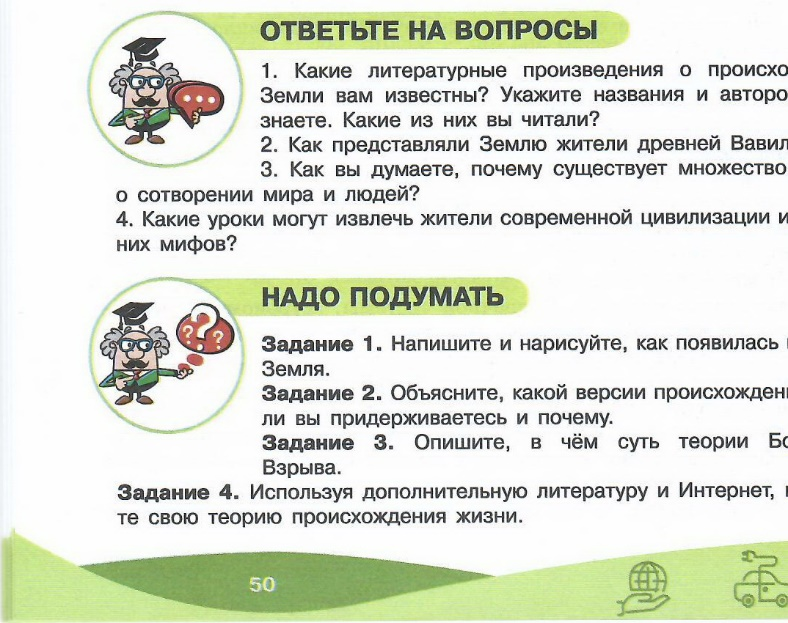 ОТВЕТЬТЕ НА ВОПРОСЫ
1. Какие литературные произведения о происхо
Земли вам известны? Укажите названия и авторо
знаете. Какие из них вы читали?
2. Как представляли Землю жители древней Вавил
3. Как вы думаете, почему существует множество
о сотворении мира и людей?
4. Какие уроки могут извлечь жители современной цивилизации и
них мифов?
НАДО ПОДУМАТЬ
Задание 1. Напишите и нарисуйте, как появилась
Земля.
Задание 2. Объясните, какой версии происхожден
ли вы придерживаетесь и почему.
Задание 3. Опишите, в чём суть теории Бо
Взрыва.
Задание 4. Используя дополнительную литературу и Интернет,
те свою теорию происхождения жизни.
50